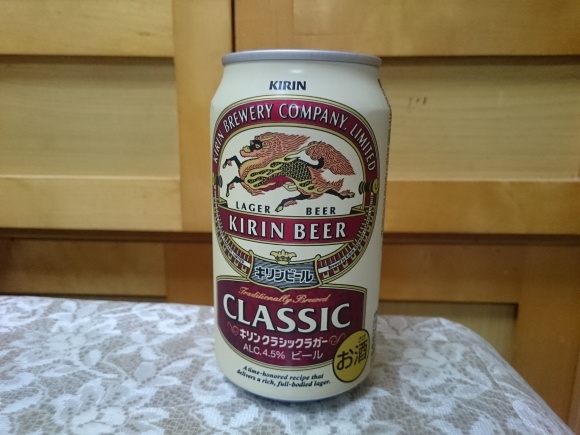 KIRIN
KIRIN BREWERY COMPANY, LIMITED
LAGER BEER
KIRIN BEER
キリンビール
Traditionally Brewed
CLASSIC
キリンクラシックラガー
ALC.4.5% ビール
お酒
A time-honored recipe that
delivers a rich, full-bodied lager.